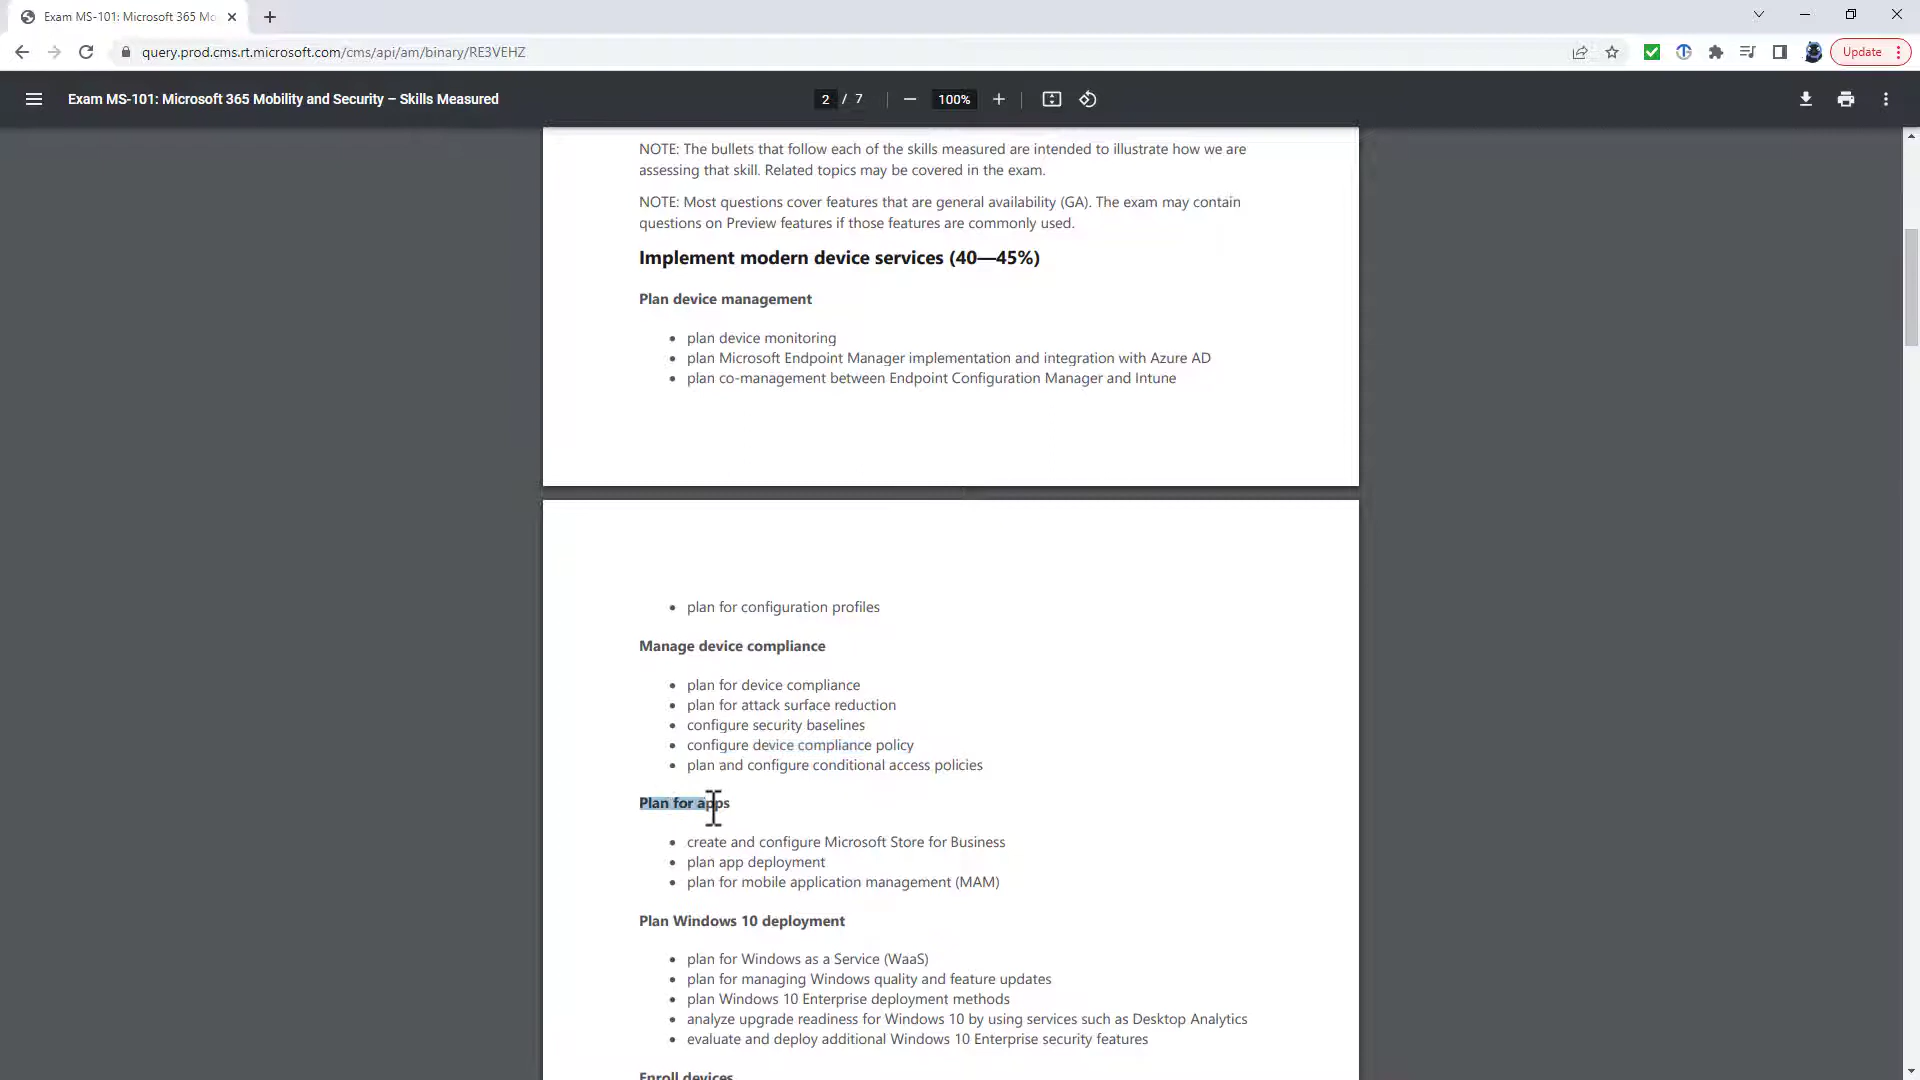 Exam MS-101: Microsoft 365 Mo
query.prod.cms.rt.microsoft.com/cms/api/am/binary/RE3VEHZ
Update
Exam MS-101: Microsoft 365 Mobility and Security – Skills Measured
2 / 7
100%
NOTE: The bullets that follow each of the skills measured are intended to illustrate how we are
assessing that skill. Related topics may be covered in the exam.
NOTE: Most questions cover features that are general availability (GA). The exam may contain
questions on Preview features if those features are commonly used.
Implement modern device services (40—45%)
Plan device management
• plan device monitoring
• plan Microsoft Endpoint Manager implementation and integration with Azure AD
• plan co-management between Endpoint Configuration Manager and Intune
• plan for configuration profiles
Manage device compliance
• plan for device compliance
• plan for attack surface reduction
• configure security baselines
• configure device compliance policy
• plan and configure conditional access policies
Plan for apps
• create and configure Microsoft Store for Business
• plan app deployment
• plan for mobile application management (MAM)
Plan Windows 10 deployment
• plan for Windows as a Service (WaaS)
• plan for managing Windows quality and feature updates
• plan Windows 10 Enterprise deployment methods
• analyze upgrade readiness for Windows 10 by using services such as Desktop Analytics
• evaluate and deploy additional Windows 10 Enterprise security features
Enroll devices